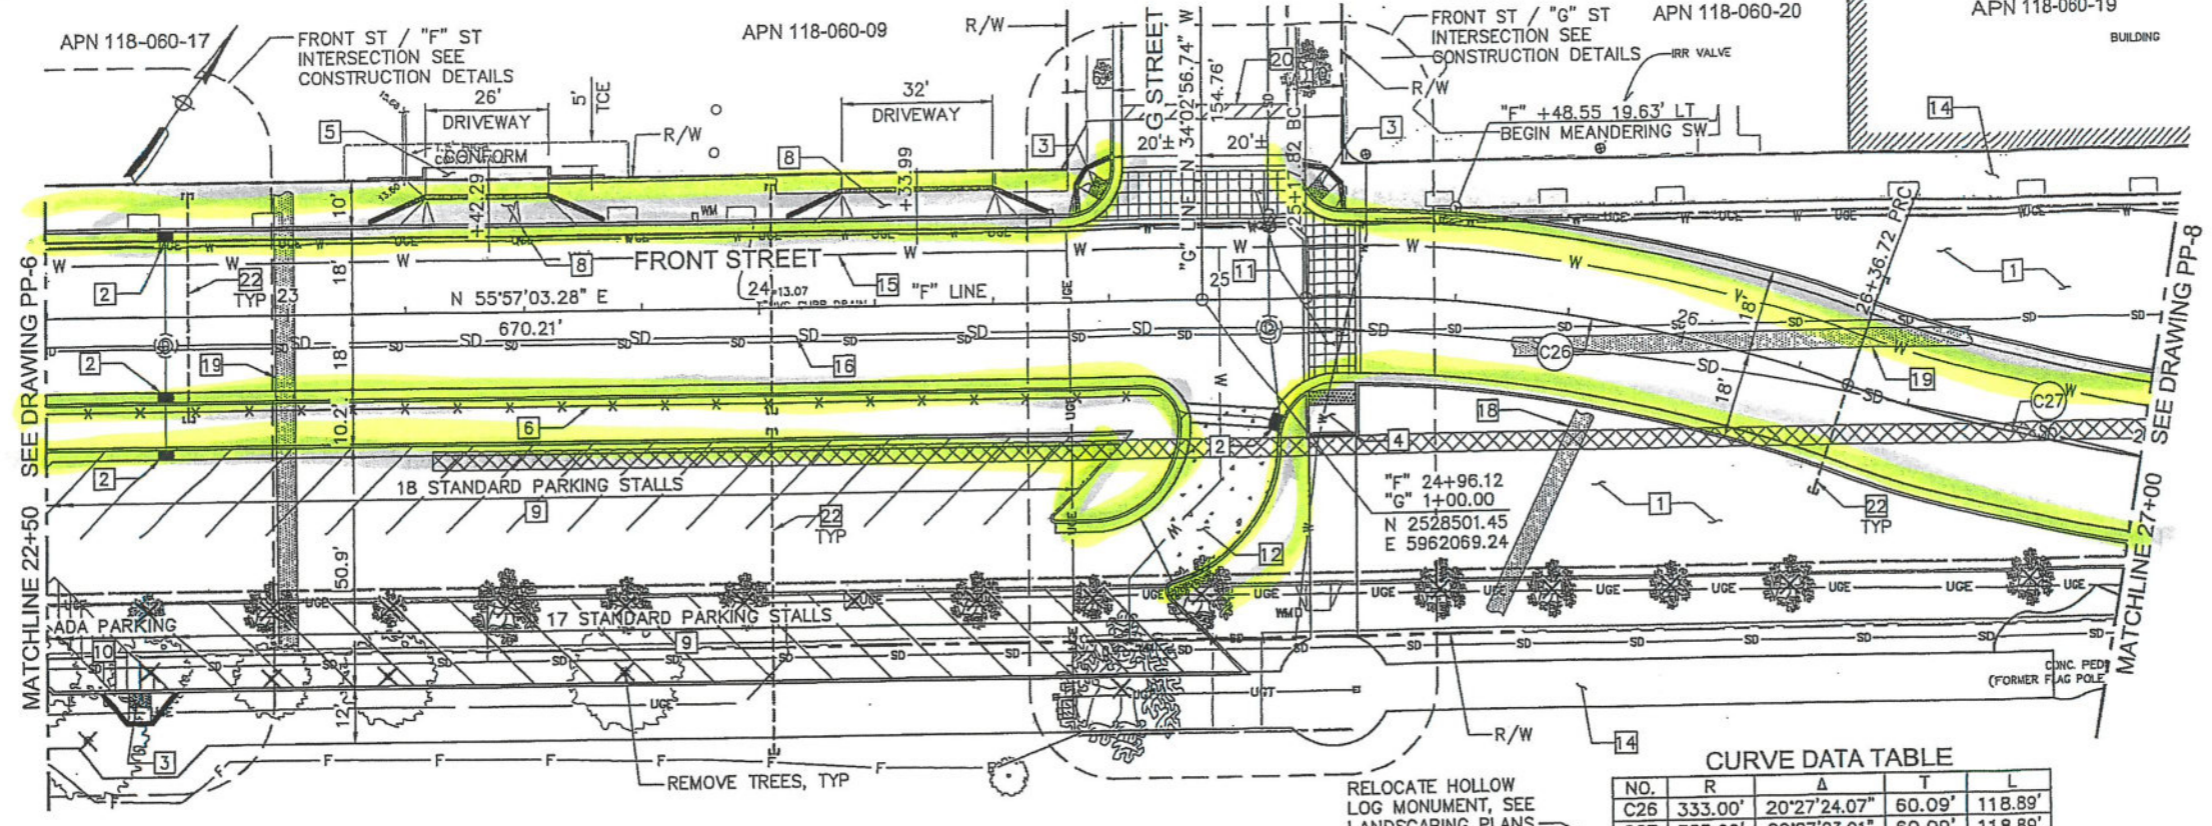 APN 118-060-17
FRONT ST / "F" ST
INTERSECTION SEE
CONSTRUCTION DETAILS
APN 118-060-09
R/W
G STREET
FRONT ST / "G" ST
INTERSECTION SEE
CONSTRUCTION DETAILS
APN 118-060-20
APN 118-060-19
BUILDING
IRR VALVE
26'
DRIVEWAY
5'
TCE
32'
DRIVEWAY
R/W
R/W
20
5
CONFORM
8
3
3
14
"F" +48.55 19.63' LT
BEGIN MEANDERING SW
20'±
20'±
"G" LINE N 34°02'56.74" W
154.76'
10'
+42.29
+33.99
WM
UGE
W
18'
FRONT STREET
8
2
22
TYP
23
24
15
"F" LINE
N 55°57'03.28" E
25
11
1
26+36.72 PRC
670.21'
SD
18
16
19
2
26
C26
18'
18'
19
C27
10.2'
6
18
2
4
2
18 STANDARD PARKING STALLS
9
22
TYP
"F" 24+96.12
"G" 1+00.00
N 2528501.45
E 5962069.24
12
1
22
TYP
50.9'
ADA PARKING
10
17 STANDARD PARKING STALLS
9
UGT
12'
3
F
REMOVE TREES, TYP
R/W
14
CONC. PED
(FORMER FLAG POLE
SEE DRAWING PP-6
MATCHLINE 22+50
SEE DRAWING PP-8
MATCHLINE 27+00
RELOCATE HOLLOW
LOG MONUMENT, SEE
LANDSCAPING PLANS
CURVE DATA TABLE
NO. R Δ T L
C26 333.00' 20°27'24.07" 60.09' 118.89'